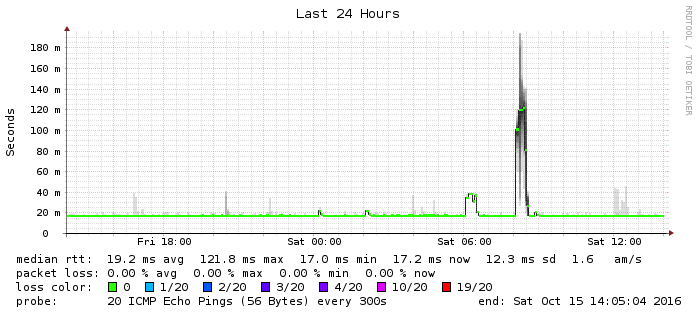 Last 24 Hours
RRDTOOL / TOBI OETIKER
Seconds
180 m
160 m
140 m
120 m
100 m
80 m
60 m
40 m
20 m
0
Fri 18:00 Sat 00:00 Sat 06:00 Sat 12:00
median rtt: 19.2 ms avg 121.8 ms max 17.0 ms min 17.2 ms now 12.3 ms sd 1.6 am/s
packet loss: 0.00 % avg 0.00 % max 0.00 % min 0.00 % now
loss color: 0 1/20 2/20 3/20 4/20 10/20 19/20
probe: 20 ICMP Echo Pings (56 Bytes) every 300s end: Sat Oct 15 14:05:04 2016